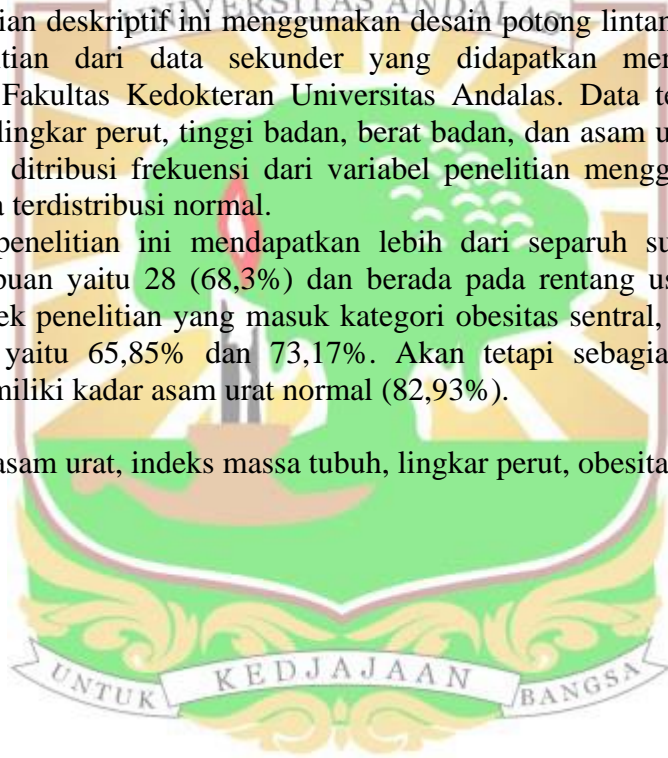 UNIVERSITAS ANDALAS
ian deskriptif ini menggunakan desain potong lintan
itian dari data sekunder yang didapatkan mer
Fakultas Kedokteran Universitas Andalas. Data te
lingkar perut, tinggi badan, berat badan, dan asam u
ditribusi frekuensi dari variabel penelitian mengg
a terdistribusi normal.
penelitian ini mendapatkan lebih dari separuh su
puan yaitu 28 (68,3%) dan berada pada rentang us
ek penelitian yang masuk kategori obesitas sentral,
yaitu 65,85% dan 73,17%. Akan tetapi sebagia
miliki kadar asam urat normal (82,93%).
asam urat, indeks massa tubuh, lingkar perut, obesita
UNTUK KEDJAJAAN BANGSA